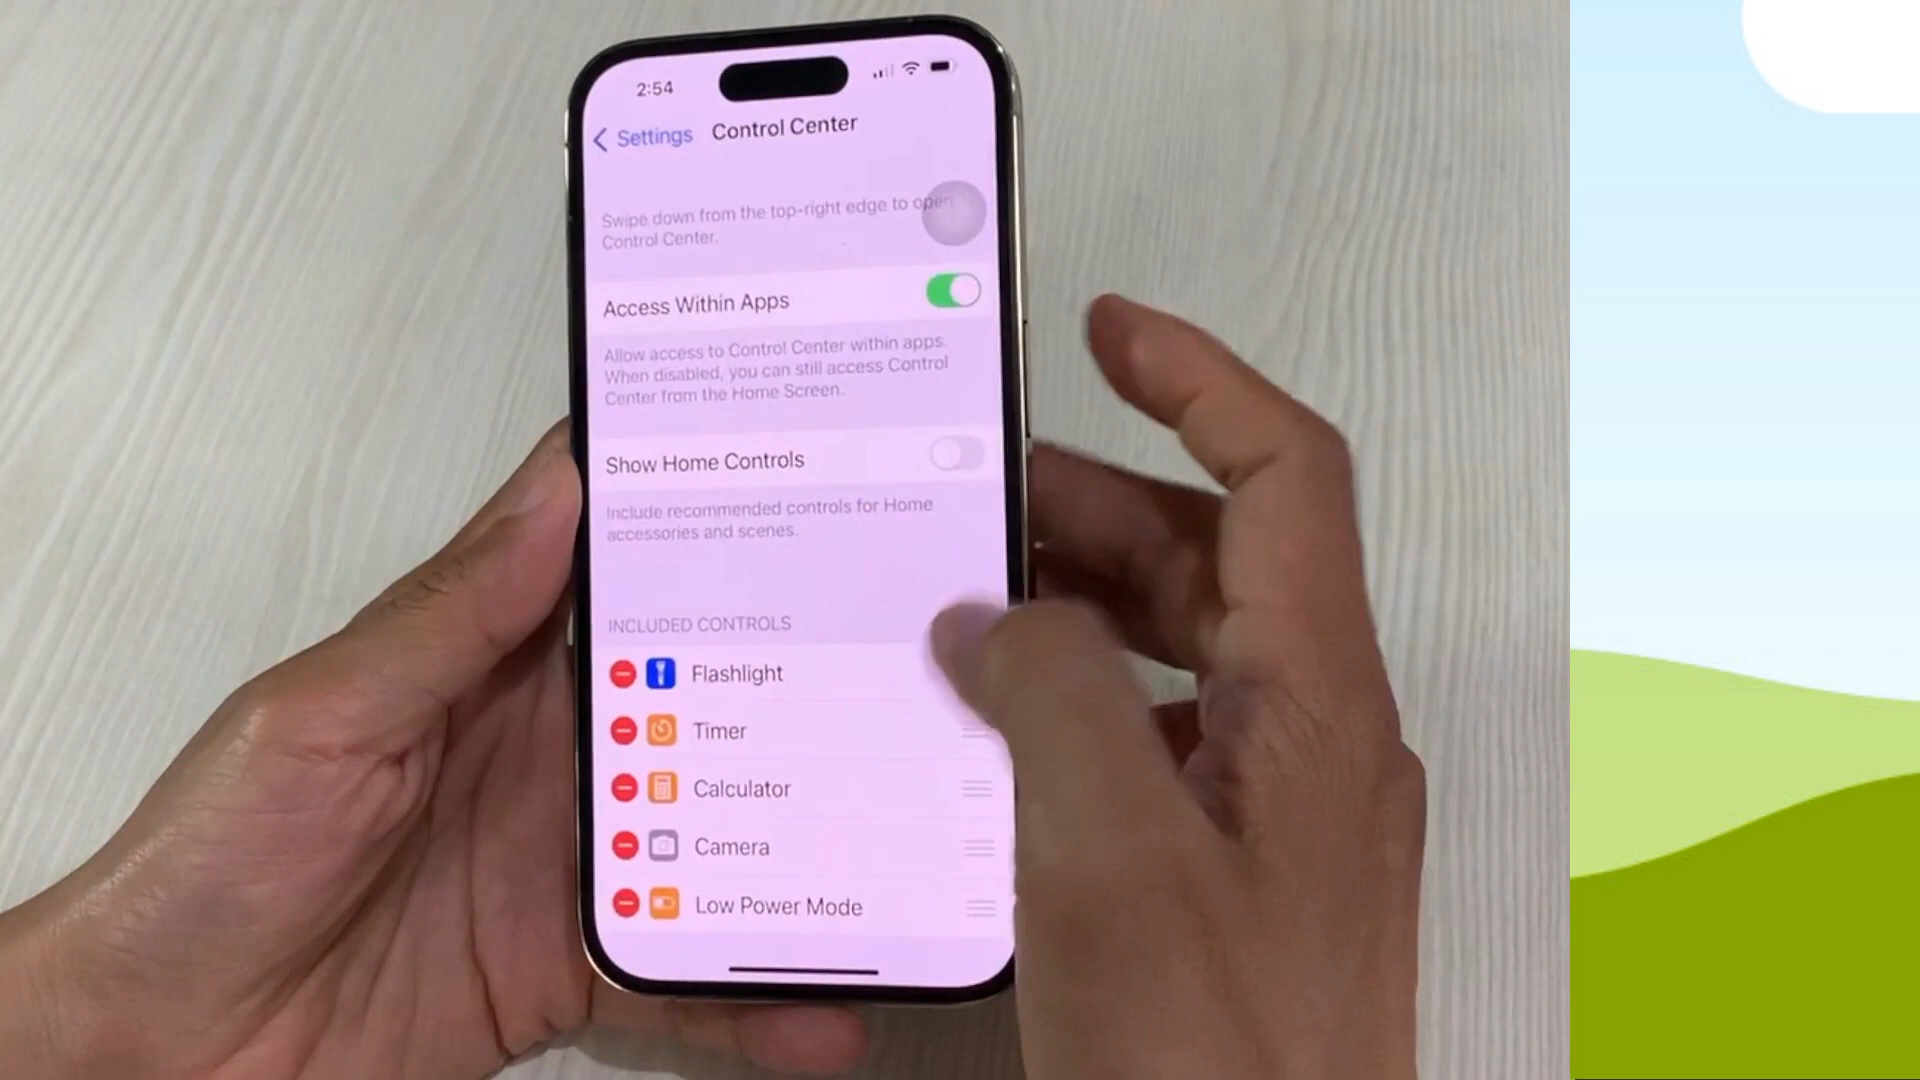 2:54
Settings Control Center
Swipe down from the top-right edge to open
Control Center.
Access Within Apps
Allow access to Control Center within apps.
When disabled, you can still access Control
Center from the Home Screen.
Show Home Controls
Include recommended controls for Home
accessories and scenes.
INCLUDED CONTROLS
Flashlight
Timer
Calculator
Camera
Low Power Mode